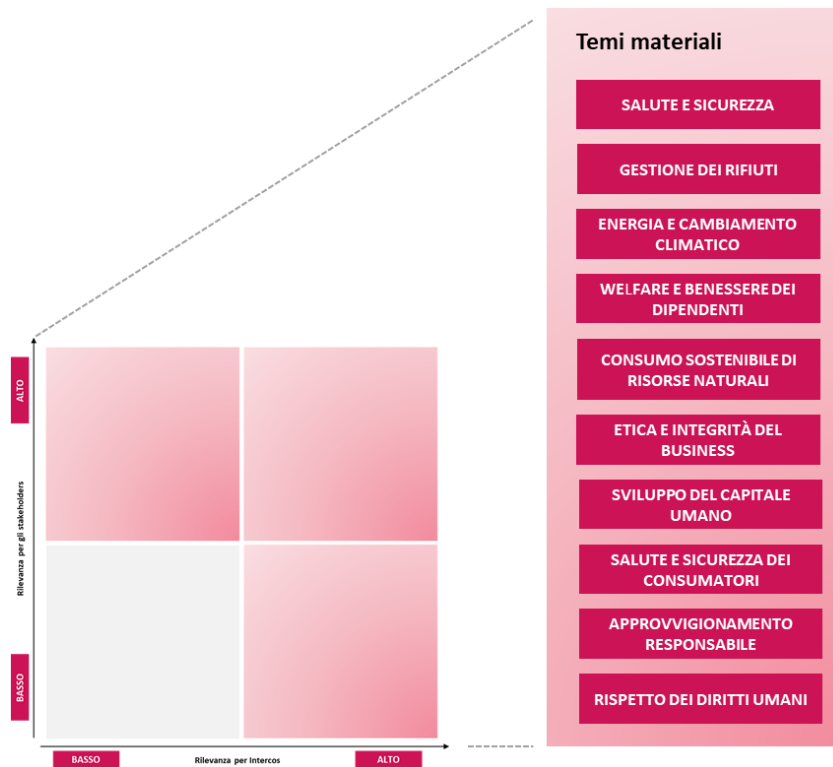 Temi materiali
SALUTE E SICUREZZA
GESTIONE DEI RIFIUTI
ENERGIA E CAMBIAMENTO
CLIMATICO
WELFARE E BENESSERE DEI
DIPENDENTI
CONSUMO SOSTENIBILE DI
RISORSE NATURALI
ETICA E INTEGRITÀ DEL
BUSINESS
SVILUPPO DEL CAPITALE
UMANO
SALUTE E SICUREZZA DEI
CONSUMATORI
APPROVVIGIONAMENTO
RESPONSABILE
RISPETTO DEI DIRITTI UMANI
ALTO
Rilevanza per gli stakeholders
BASSO
BASSO
Rilevanza per Intercos
ALTO